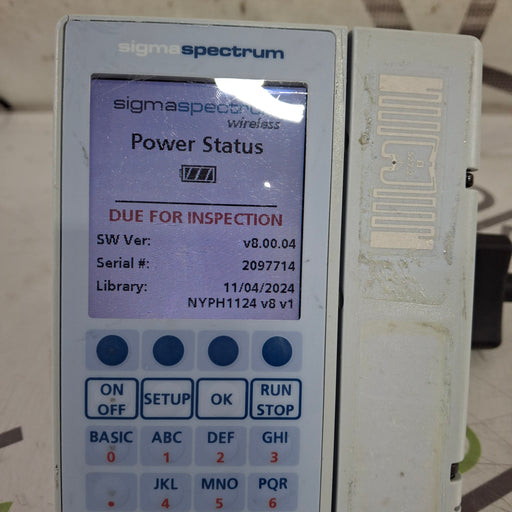 sigmaspectrum
sigmaspectrum
wireless
Power Status
DUE FOR INSPECTION
SW Ver: v8.00.04
Serial #: 2097714
Library: 11/04/2024
NYPH1124 v8 v1
ON OFF SETUP OK RUN STOP
BASIC ABC DEF GHI
0 1 2 3
JKL MNO PQR
. 4 5 6